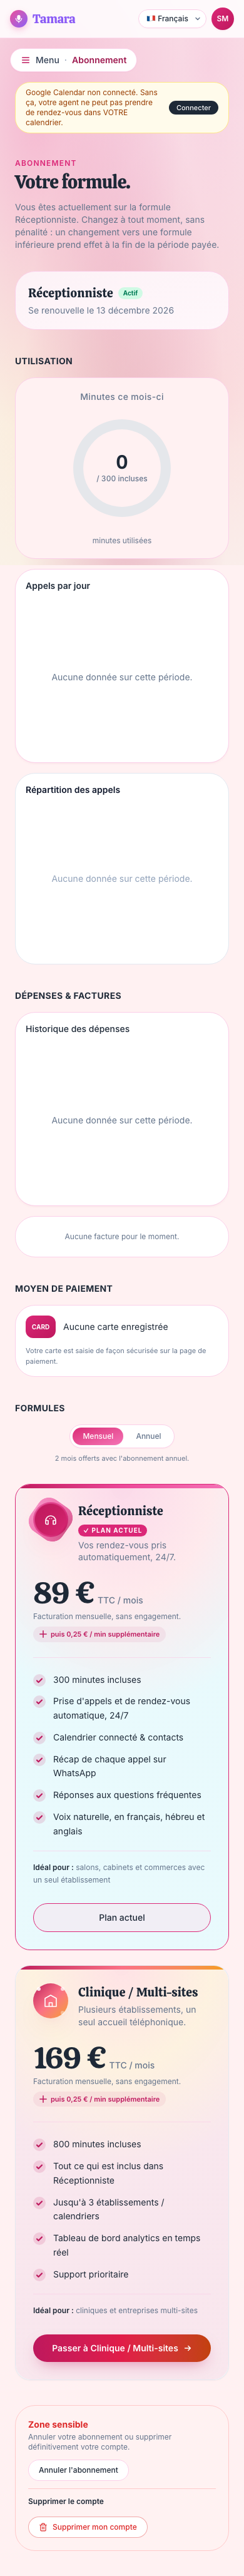 Tamara
Français
SM
Menu · Abonnement
Google Calendar non connecté. Sans
ça, votre agent ne peut pas prendre
de rendez-vous dans VOTRE
calendrier.
Connecter
ABONNEMENT
Votre formule.
Vous êtes actuellement sur la formule
Réceptionniste. Changez à tout moment, sans
pénalité : un changement vers une formule
inférieure prend effet à la fin de la période payée.
Réceptionniste Actif
Se renouvelle le 13 décembre 2026
UTILISATION
Minutes ce mois-ci
0
/ 300 incluses
minutes utilisées
Appels par jour
Aucune donnée sur cette période.
Répartition des appels
Aucune donnée sur cette période.
DÉPENSES & FACTURES
Historique des dépenses
Aucune donnée sur cette période.
Aucune facture pour le moment.
MOYEN DE PAIEMENT
CARD
Aucune carte enregistrée
Votre carte est saisie de façon sécurisée sur la page de
paiement.
FORMULES
Mensuel Annuel
2 mois offerts avec l'abonnement annuel.
Réceptionniste
PLAN ACTUEL
Vos rendez-vous pris
automatiquement, 24/7.
89 € TTC / mois
Facturation mensuelle, sans engagement.
puis 0,25 € / min supplémentaire
300 minutes incluses
Prise d'appels et de rendez-vous
automatique, 24/7
Calendrier connecté & contacts
Récap de chaque appel sur
WhatsApp
Réponses aux questions fréquentes
Voix naturelle, en français, hébreu et
anglais
Idéal pour : salons, cabinets et commerces avec
un seul établissement
Plan actuel
Clinique / Multi-sites
Plusieurs établissements, un
seul accueil téléphonique.
169 € TTC / mois
Facturation mensuelle, sans engagement.
puis 0,25 € / min supplémentaire
800 minutes incluses
Tout ce qui est inclus dans
Réceptionniste
Jusqu'à 3 établissements /
calendriers
Tableau de bord analytics en temps
réel
Support prioritaire
Idéal pour : cliniques et entreprises multi-sites
Passer à Clinique / Multi-sites
Zone sensible
Annuler votre abonnement ou supprimer
définitivement votre compte.
Annuler l'abonnement
Supprimer le compte
Supprimer mon compte